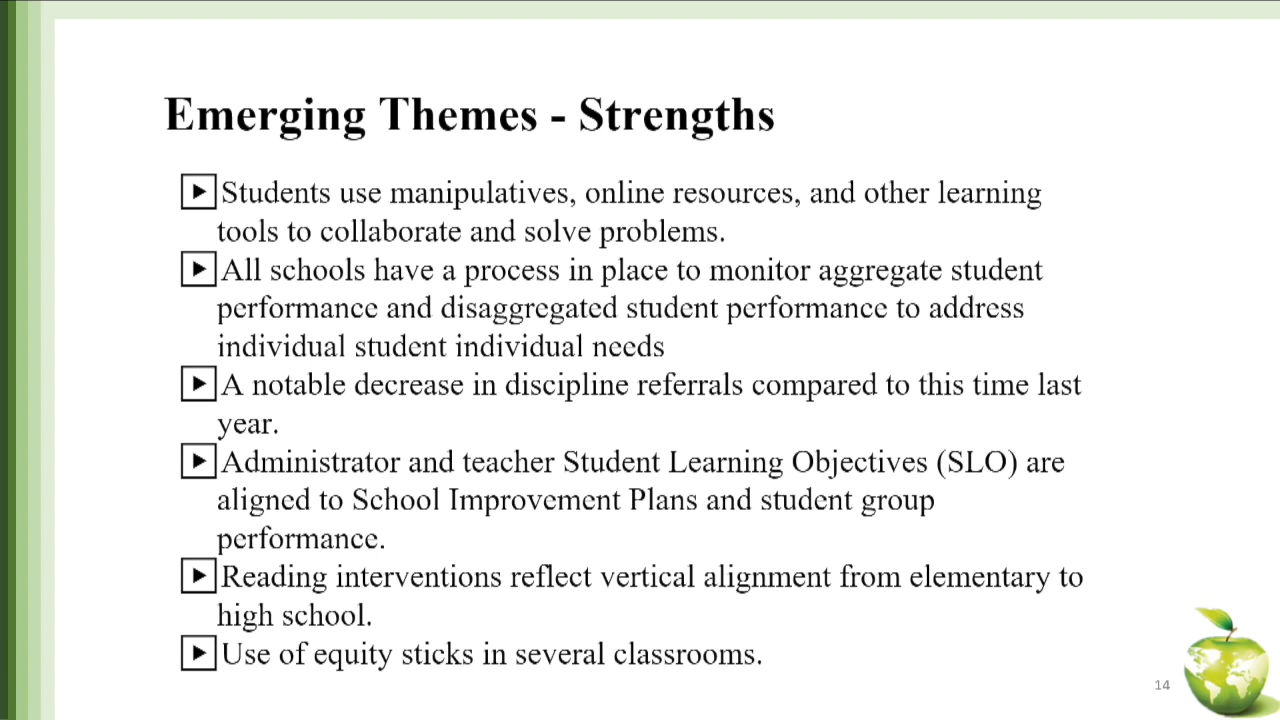 Emerging Themes - Strengths
Students use manipulatives, online resources, and other learning
tools to collaborate and solve problems.
All schools have a process in place to monitor aggregate student
performance and disaggregated student performance to address
individual student individual needs
A notable decrease in discipline referrals compared to this time last
year.
Administrator and teacher Student Learning Objectives (SLO) are
aligned to School Improvement Plans and student group
performance.
Reading interventions reflect vertical alignment from elementary to
high school.
Use of equity sticks in several classrooms.
14